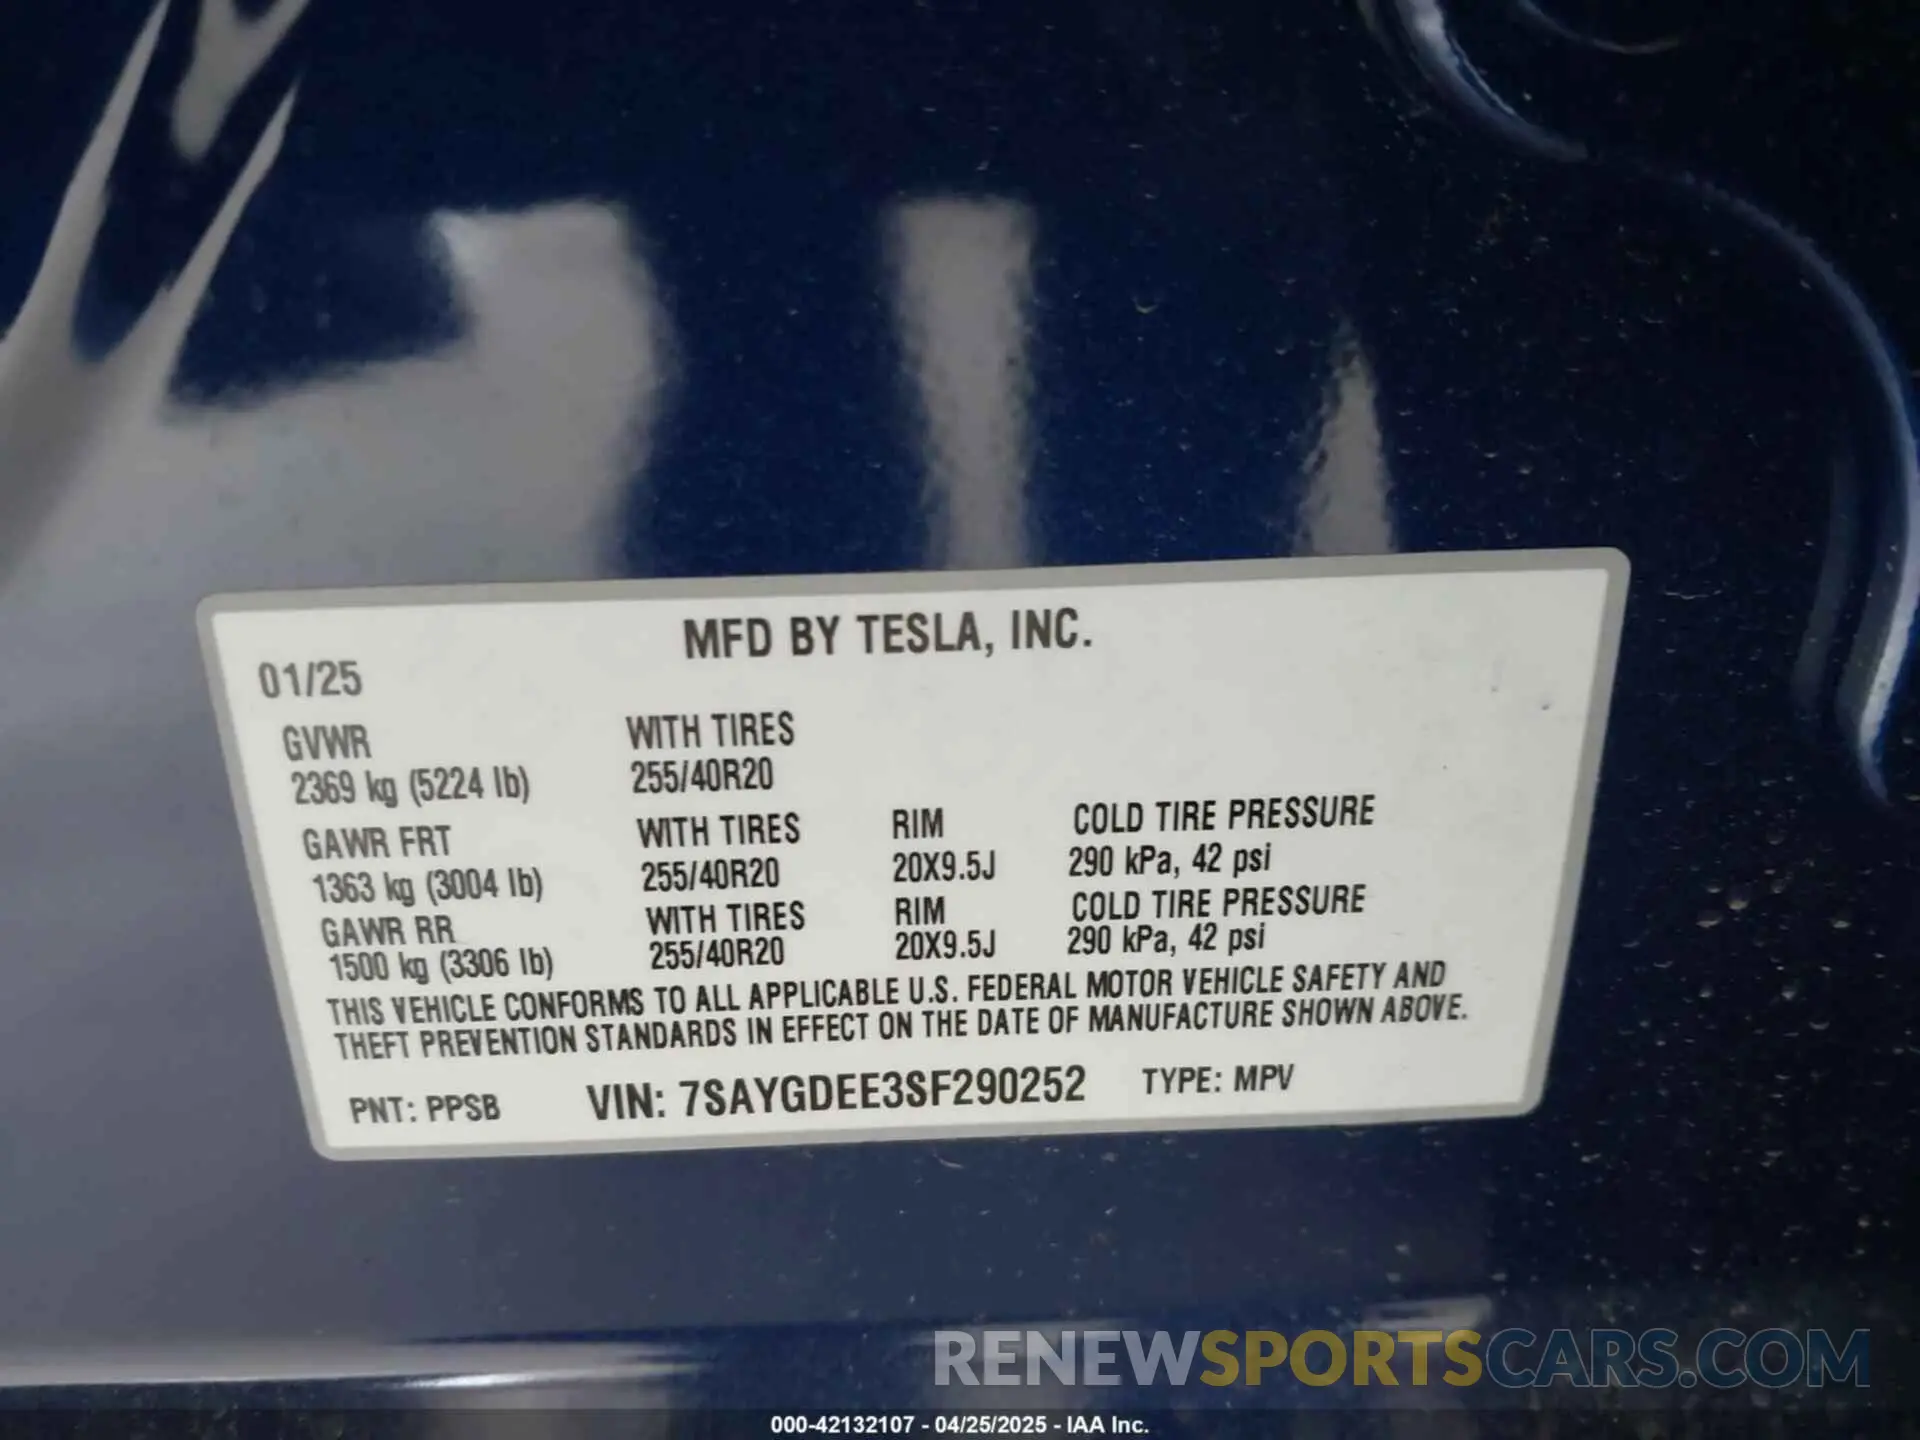 MFD BY TESLA, INC.
01/25
GVWR WITH TIRES
2369 kg (5224 lb) 255/40R20
GAWR FRT WITH TIRES RIM COLD TIRE PRESSURE
1363 kg (3004 lb) 255/40R20 20X9.5J 290 kPa, 42 psi
GAWR RR WITH TIRES RIM COLD TIRE PRESSURE
1500 kg (3306 lb) 255/40R20 20X9.5J 290 kPa, 42 psi
THIS VEHICLE CONFORMS TO ALL APPLICABLE U.S. FEDERAL MOTOR VEHICLE SAFETY AND
THEFT PREVENTION STANDARDS IN EFFECT ON THE DATE OF MANUFACTURE SHOWN ABOVE.
PNT: PPSB VIN: 7SAYGDEE3SF290252 TYPE: MPV
RENEWSPORTSCARS.COM
000-42132107 - 04/25/2025 - IAA Inc.